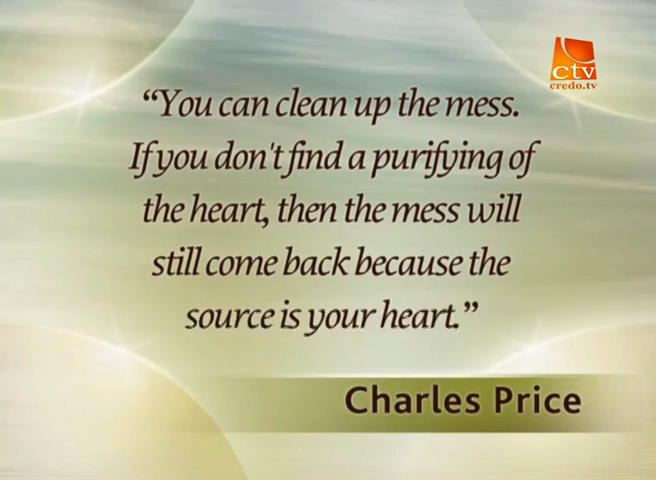 ctv
credo.tv
“You can clean up the mess.
If you don't find a purifying of
the heart, then the mess will
still come back because the
source is your heart.”
Charles Price